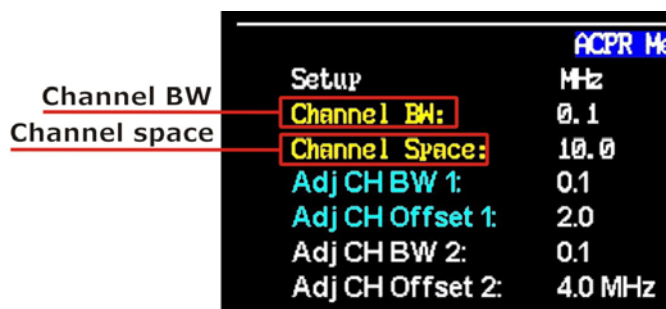 ACPR Me
Setup MHz
Channel BW
Channel BW: 0.1
Channel space
Channel Space: 10.0
Adj CH BW 1: 0.1
Adj CH Offset 1: 2.0
Adj CH BW 2: 0.1
Adj CH Offset 2: 4.0 MHz